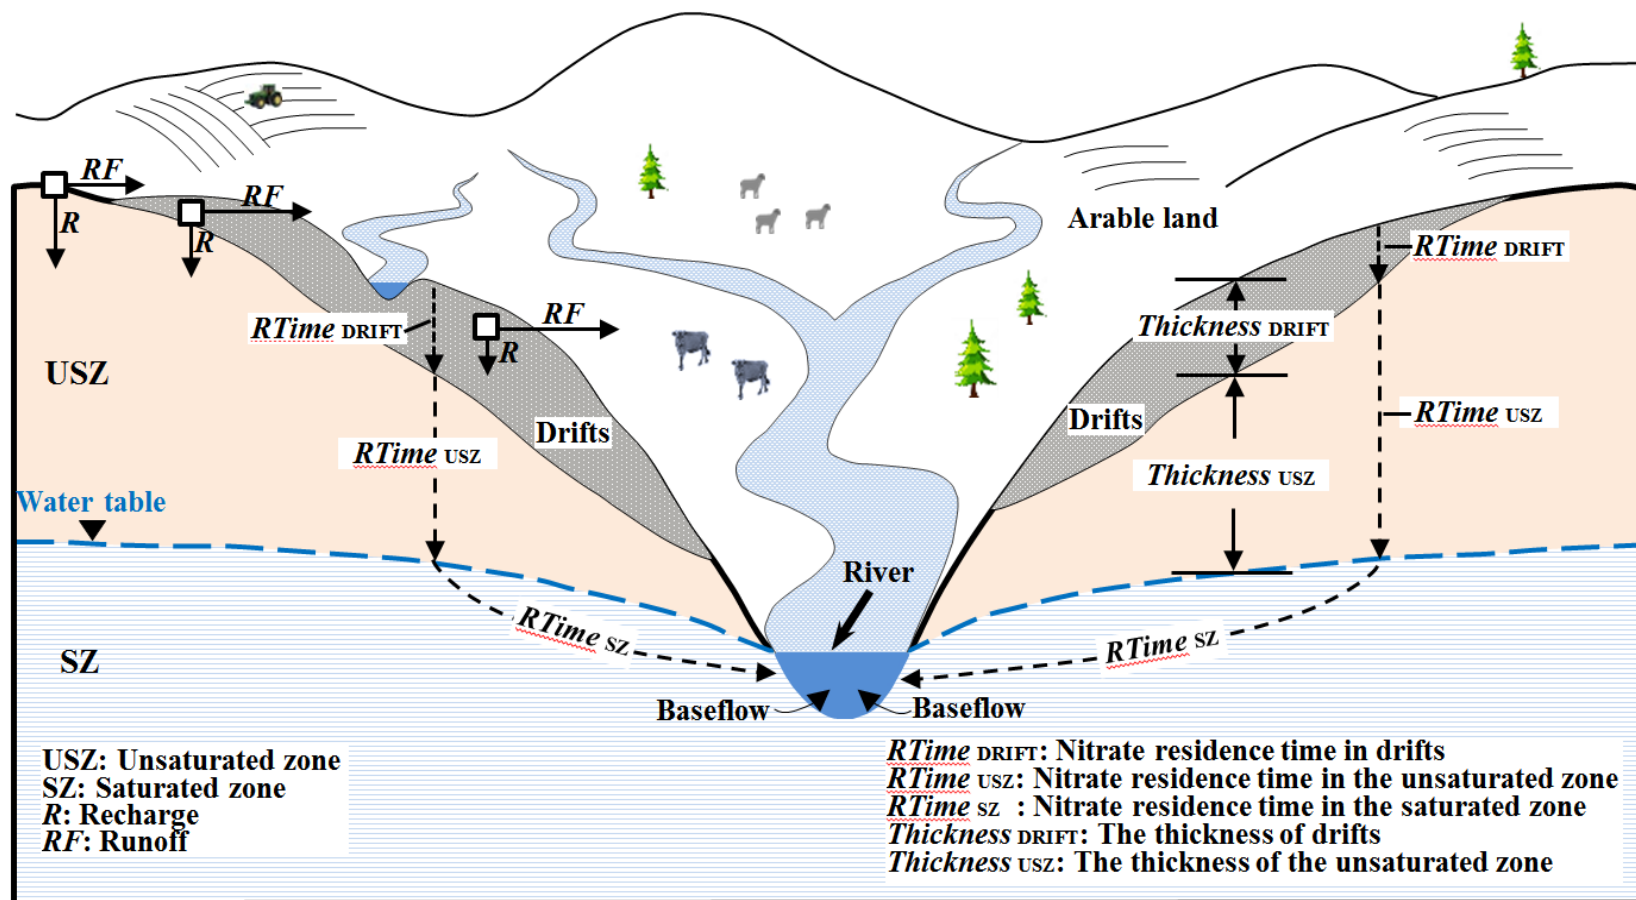 RF
RF
R
R
Arable land
RTime DRIFT
RTime DRIFT
RF
R
Thickness DRIFT
USZ
Drifts
Drifts
RTime USZ
RTime USZ
Thickness USZ
Water table
River
RTime SZ
RTime SZ
SZ
Baseflow
Baseflow
USZ: Unsaturated zone
SZ: Saturated zone
R: Recharge
RF: Runoff
RTime DRIFT: Nitrate residence time in drifts
RTime USZ: Nitrate residence time in the unsaturated zone
RTime SZ : Nitrate residence time in the saturated zone
Thickness DRIFT: The thickness of drifts
Thickness USZ: The thickness of the unsaturated zone